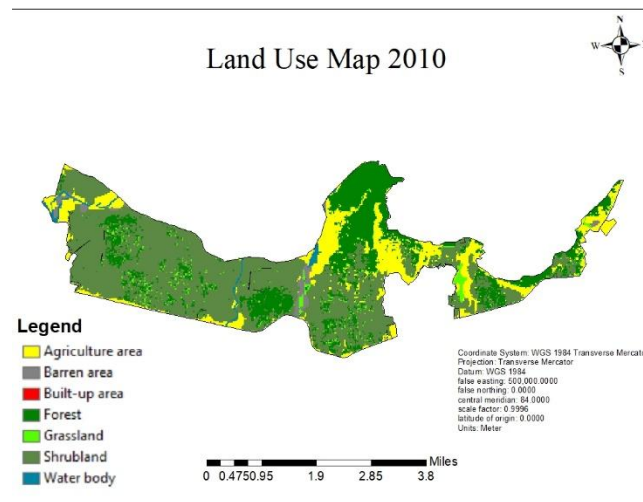 Land Use Map 2010
N
W
S
Legend
Agriculture area
Barren area
Built-up area
Forest
Grassland
Shrubland
Water body
Coordinate System: WGS 1984 Transverse Mercato
Projection: Transverse Mercator
Datum: WGS 1984
false easting: 500,000.0000
false northing: 0.0000
central meridian: 84.0000
scale factor: 0.9996
latitude of origin: 0.0000
Units: Meter
Miles
0 0.4750.95 1.9 2.85 3.8